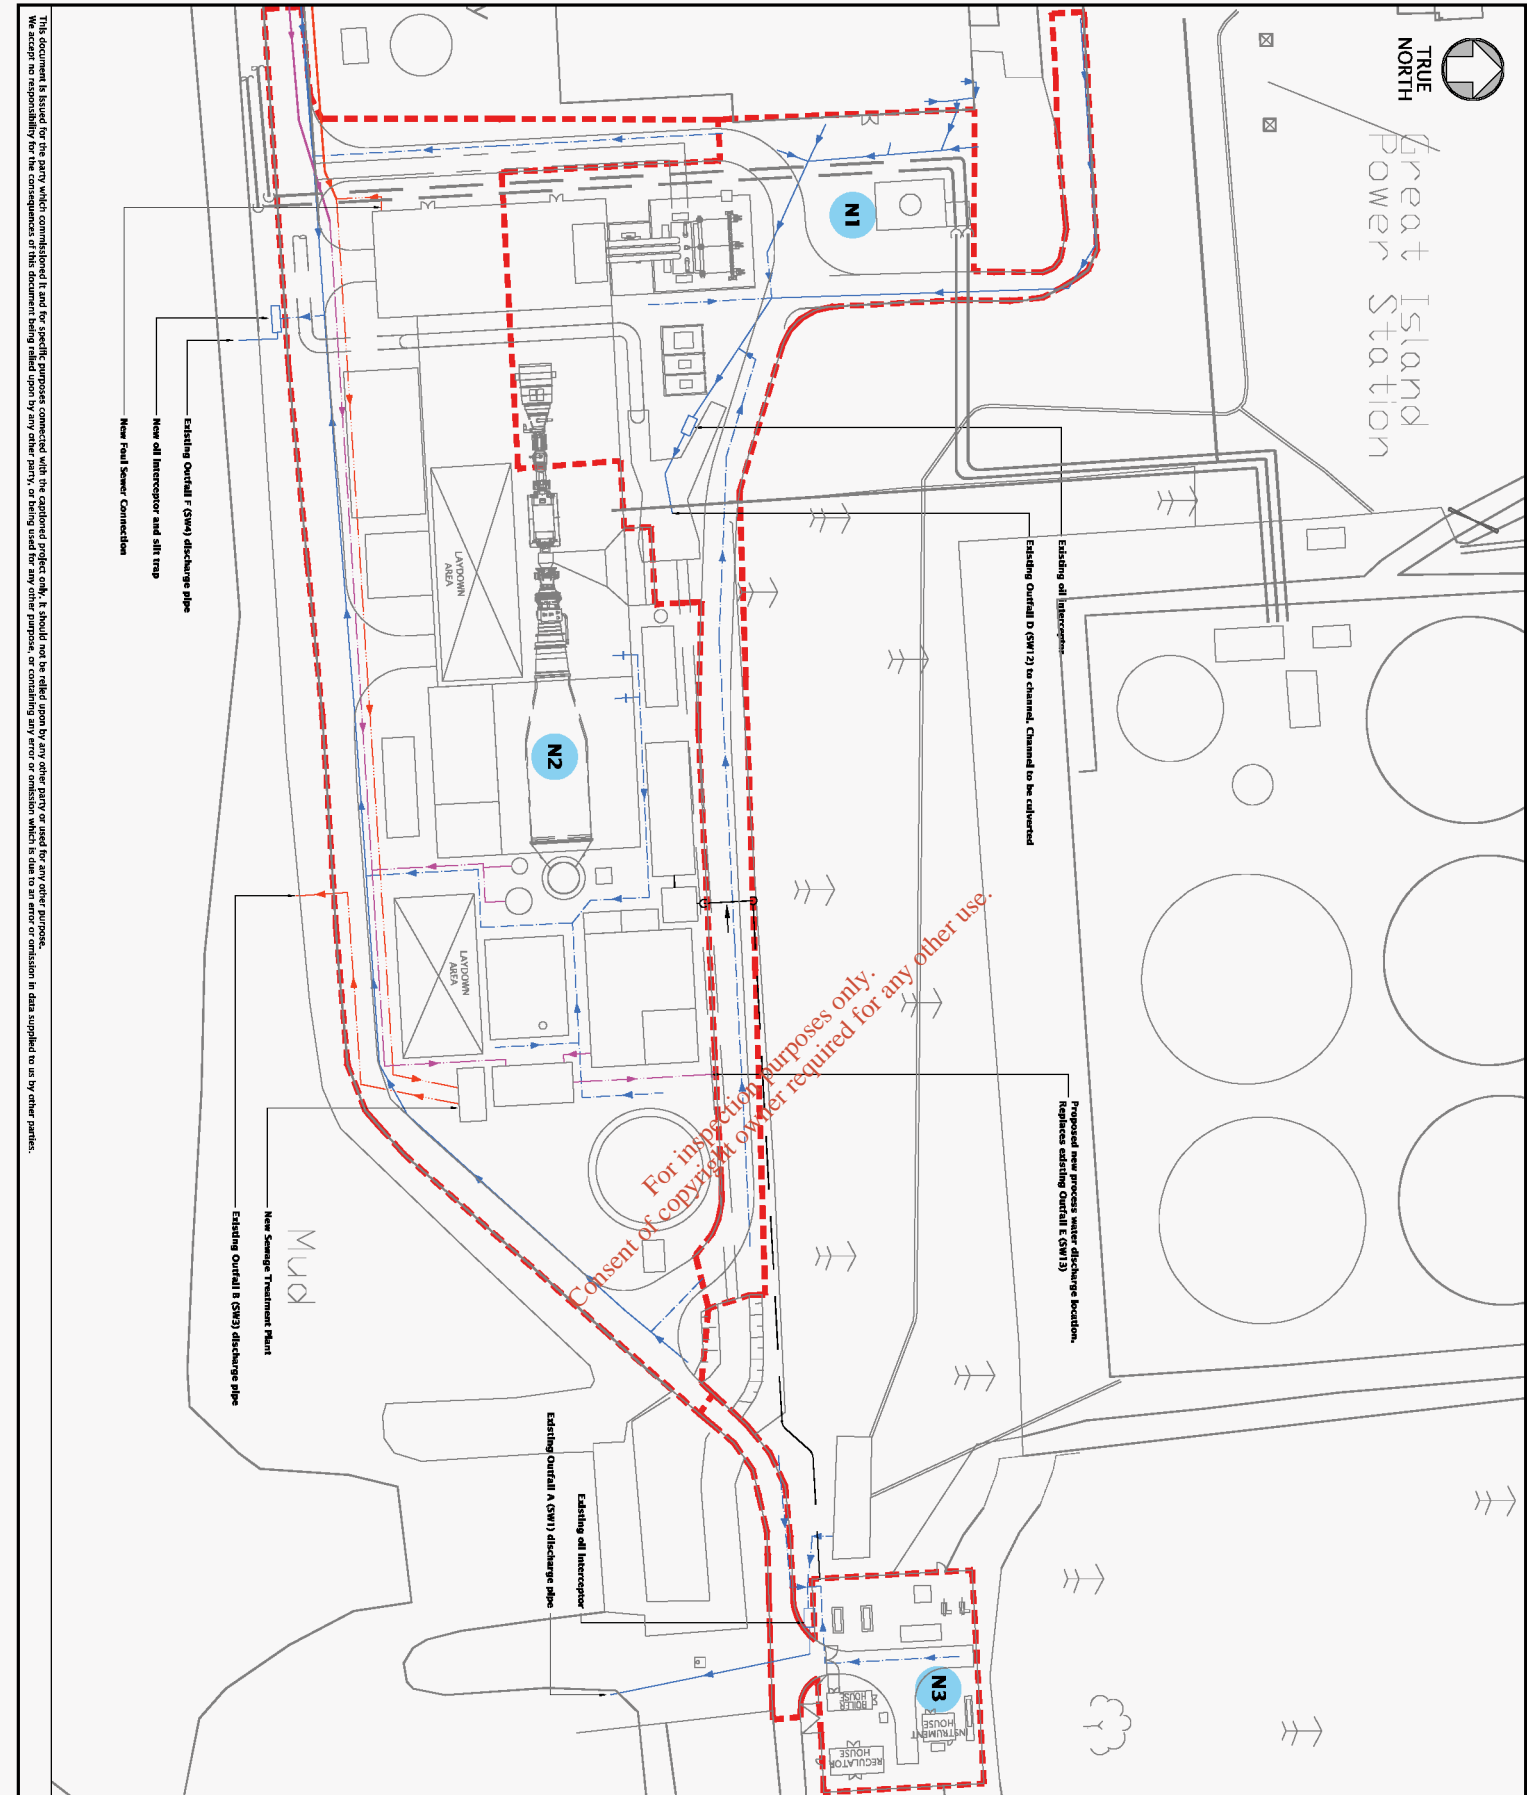 TRUE
NORTH
Great Island
Power Station
N1
Existing oil interceptor
Existing Outfall D (SW12) to channel. Channel to be culverted
Proposed new process water discharge location.
Replaces existing Outfall E (SW13)
N2
LAYDOWN
AREA
LAYDOWN
AREA
N3
INSTRUMENT
HOUSE
BOILER
HOUSE
REGULATOR
HOUSE
Existing oil interceptor
Existing Outfall A (SW1) discharge pipe
Mud
New Sewage Treatment Plant
Existing Outfall B (SW3) discharge pipe
Existing Outfall F (SW4) discharge pipe
New oil interceptor and silt trap
New Foul Sewer Connection
For inspection purposes only.
Consent of copyright owner required for any other use.
This document is issued for the party which commissioned it and for specific purposes connected with the captioned project only. It should not be relied upon by any other party or used for any other purpose.
We accept no responsibility for the consequences of this document being relied upon by any other party, or being used for any other purpose, or containing any error or omission which is due to an error or omission in data supplied to us by other parties.